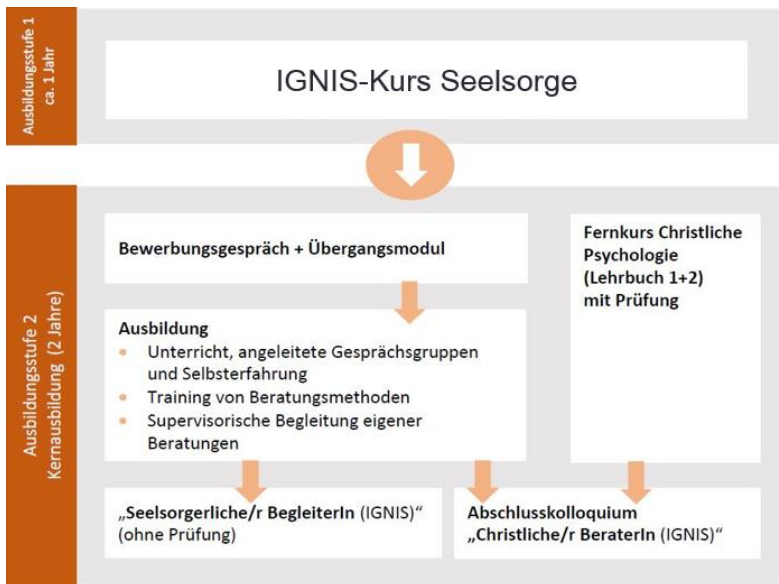 Ausbildungsstufe 1
ca. 1 Jahr
IGNIS-Kurs Seelsorge
Ausbildungsstufe 2
Kernausbildung (2 Jahre)
Bewerbungsgespräch + Übergangsmodul
Fernkurs Christliche
Psychologie
(Lehrbuch 1+2)
mit Prüfung
Ausbildung
• Unterricht, angeleitete Gesprächsgruppen
und Selbsterfahrung
• Training von Beratungsmethoden
• Supervisorische Begleitung eigener
Beratungen
„Seelsorgerliche/r BegleiterIn (IGNIS)“
(ohne Prüfung)
Abschlusskolloquium
„Christliche/r BeraterIn (IGNIS)“